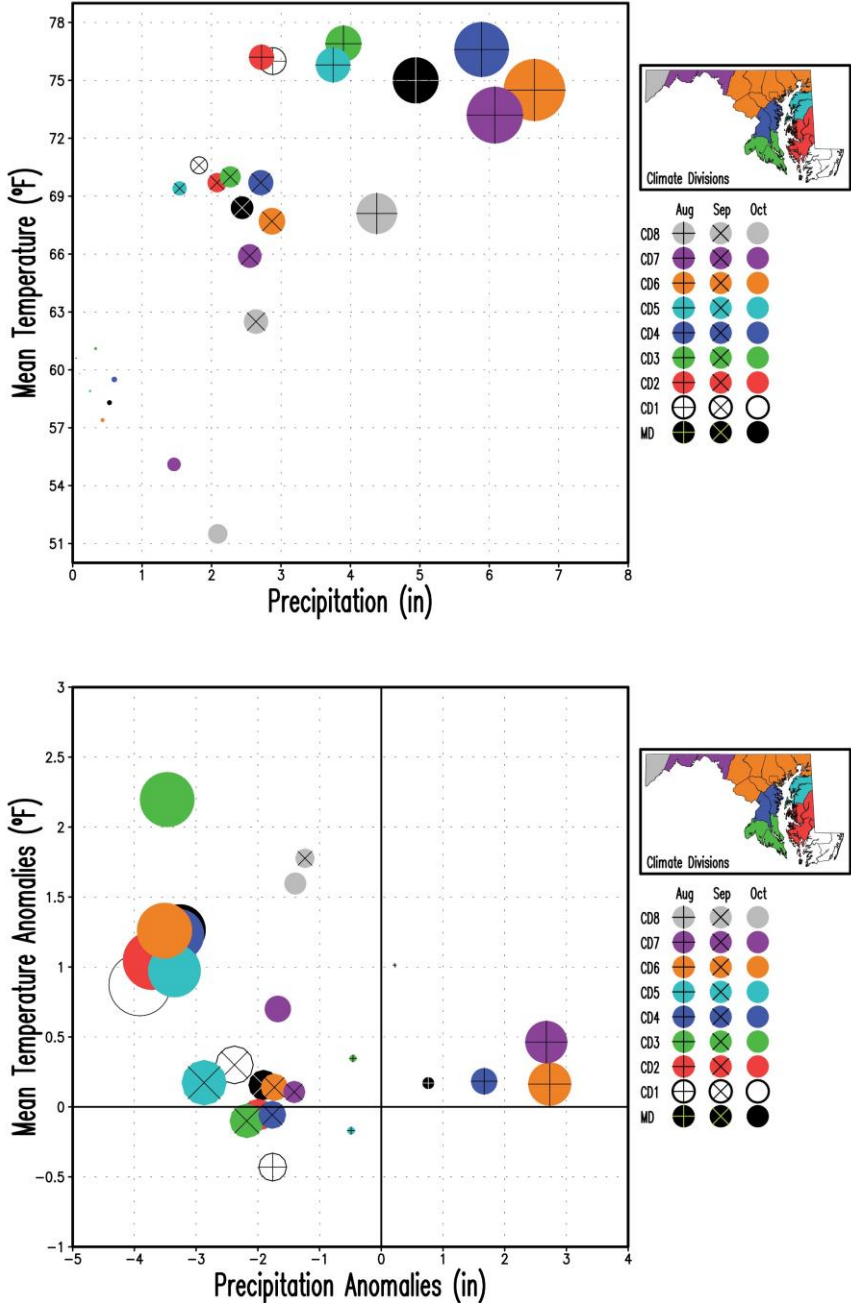 78
75
72
69
66
63
60
57
54
51
Mean Temperature (°F)
0 1 2 3 4 5 6 7 8
Precipitation (in)
Climate Divisions
Aug Sep Oct
CD8
CD7
CD6
CD5
CD4
CD3
CD2
CD1
MD
3
2.5
2
1.5
1
0.5
0
-0.5
-1
Mean Temperature Anomalies (°F)
-5 -4 -3 -2 -1 0 1 2 3 4
Precipitation Anomalies (in)
Climate Divisions
Aug Sep Oct
CD8
CD7
CD6
CD5
CD4
CD3
CD2
CD1
MD